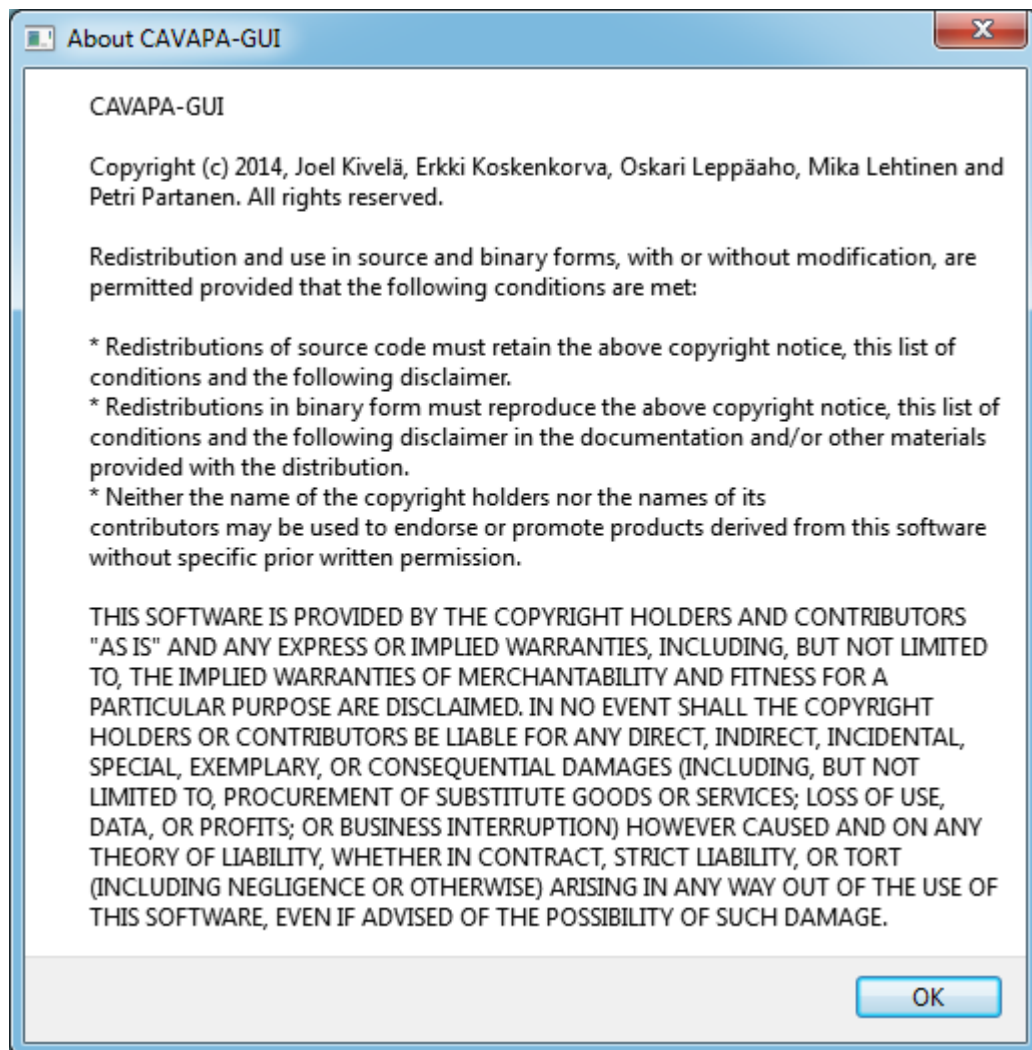 About CAVAPA-GUI
CAVAPA-GUI
Copyright (c) 2014, Joel Kivelä, Erkki Koskenkorva, Oskari Leppäaho, Mika Lehtinen and
Petri Partanen. All rights reserved.
Redistribution and use in source and binary forms, with or without modification, are
permitted provided that the following conditions are met:
* Redistributions of source code must retain the above copyright notice, this list of
conditions and the following disclaimer.
* Redistributions in binary form must reproduce the above copyright notice, this list of
conditions and the following disclaimer in the documentation and/or other materials
provided with the distribution.
* Neither the name of the copyright holders nor the names of its
contributors may be used to endorse or promote products derived from this software
without specific prior written permission.
THIS SOFTWARE IS PROVIDED BY THE COPYRIGHT HOLDERS AND CONTRIBUTORS
"AS IS" AND ANY EXPRESS OR IMPLIED WARRANTIES, INCLUDING, BUT NOT LIMITED
TO, THE IMPLIED WARRANTIES OF MERCHANTABILITY AND FITNESS FOR A
PARTICULAR PURPOSE ARE DISCLAIMED. IN NO EVENT SHALL THE COPYRIGHT
HOLDERS OR CONTRIBUTORS BE LIABLE FOR ANY DIRECT, INDIRECT, INCIDENTAL,
SPECIAL, EXEMPLARY, OR CONSEQUENTIAL DAMAGES (INCLUDING, BUT NOT
LIMITED TO, PROCUREMENT OF SUBSTITUTE GOODS OR SERVICES; LOSS OF USE,
DATA, OR PROFITS; OR BUSINESS INTERRUPTION) HOWEVER CAUSED AND ON ANY
THEORY OF LIABILITY, WHETHER IN CONTRACT, STRICT LIABILITY, OR TORT
(INCLUDING NEGLIGENCE OR OTHERWISE) ARISING IN ANY WAY OUT OF THE USE OF
THIS SOFTWARE, EVEN IF ADVISED OF THE POSSIBILITY OF SUCH DAMAGE.
OK